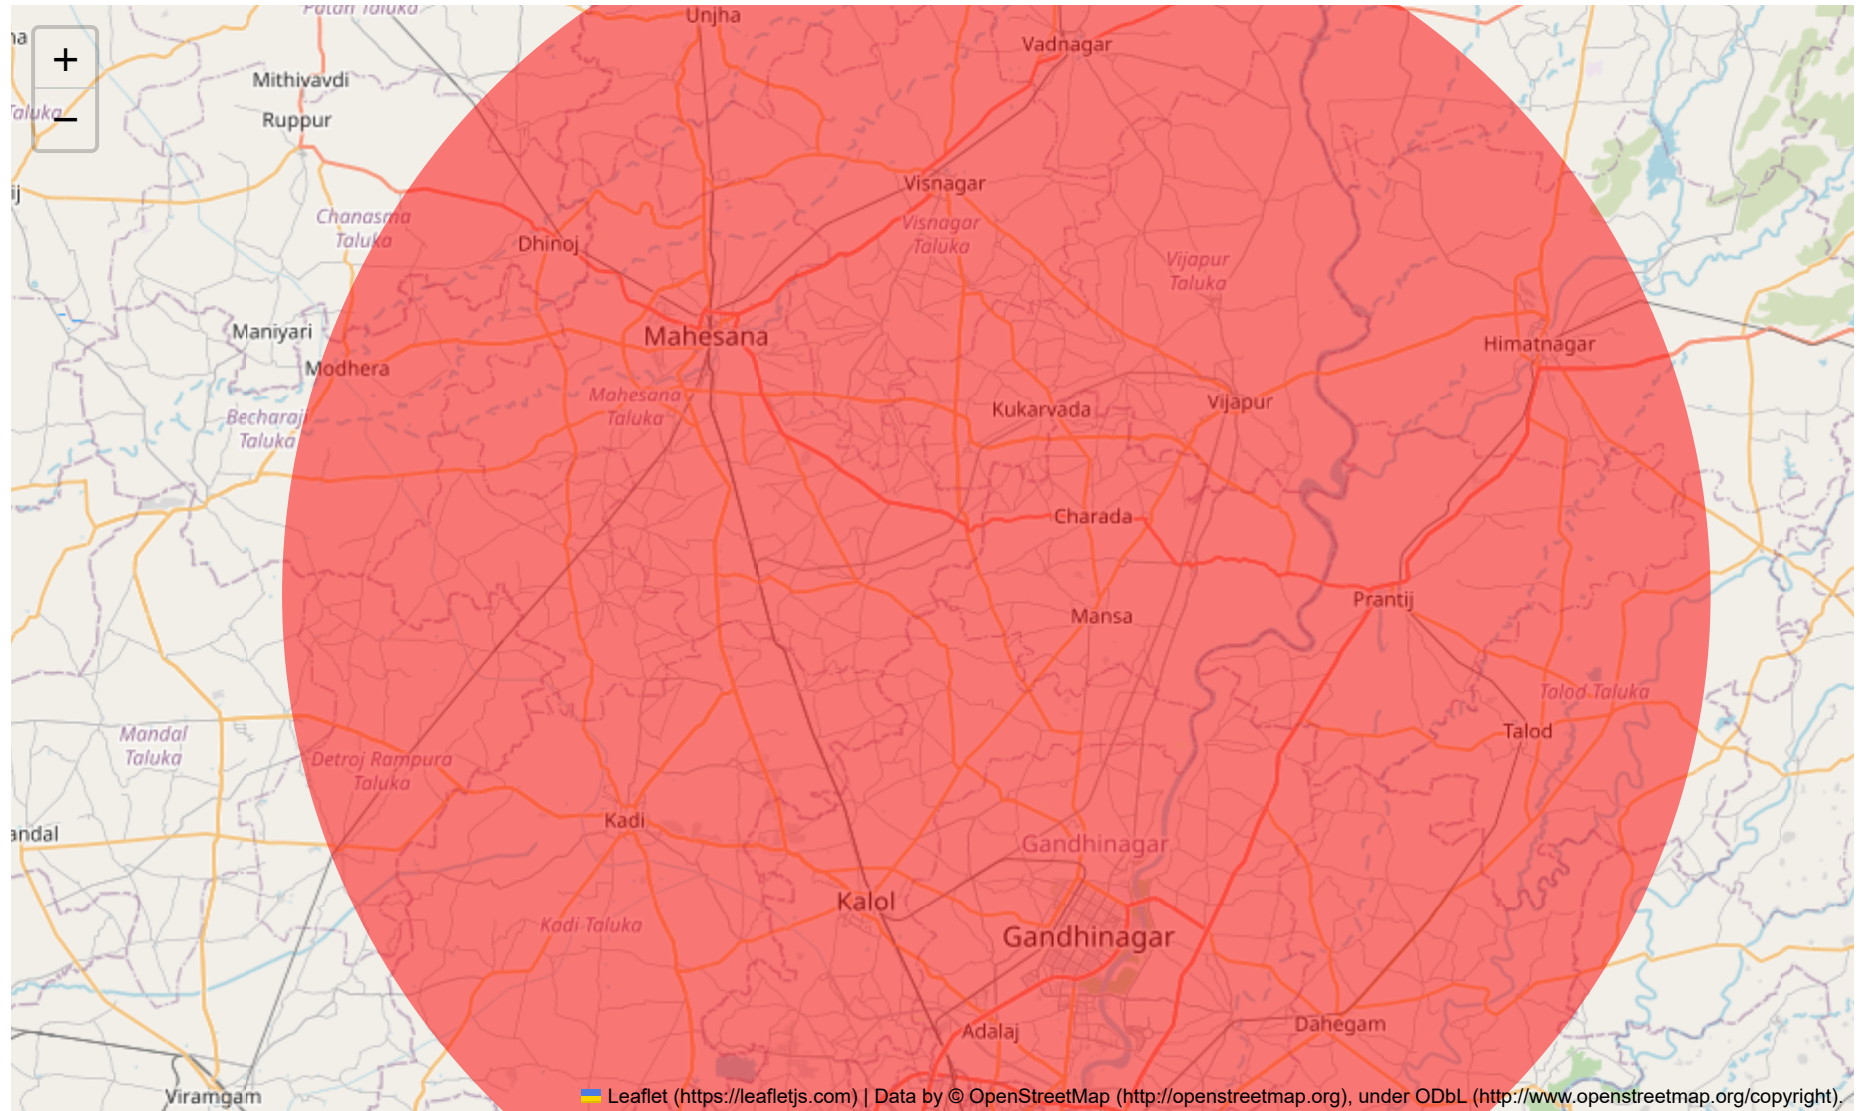 Patan Taluka
Unjha
na
Vadnagar
+
Mithivavdi
Taluka
−
Ruppur
Visnagar
ij
Chanasma
Taluka
Visnagar
Taluka
Dhinoj
Vijapur
Taluka
Maniyari
Mahesana
Himatnagar
Modhera
Mahesana
Taluka
Kukarvada
Vijapur
Becharaji
Taluka
Charada
Prantij
Mansa
Talod Taluka
Talod
Mandal
Taluka
Detroj Rampura
Taluka
Kadi
andal
Gandhinagar
Kalol
Kadi Taluka
Gandhinagar
Adalaj
Dahegam
Viramgam
Leaflet (https://leafletjs.com) | Data by © OpenStreetMap (http://openstreetmap.org), under ODbL (http://www.openstreetmap.org/copyright).